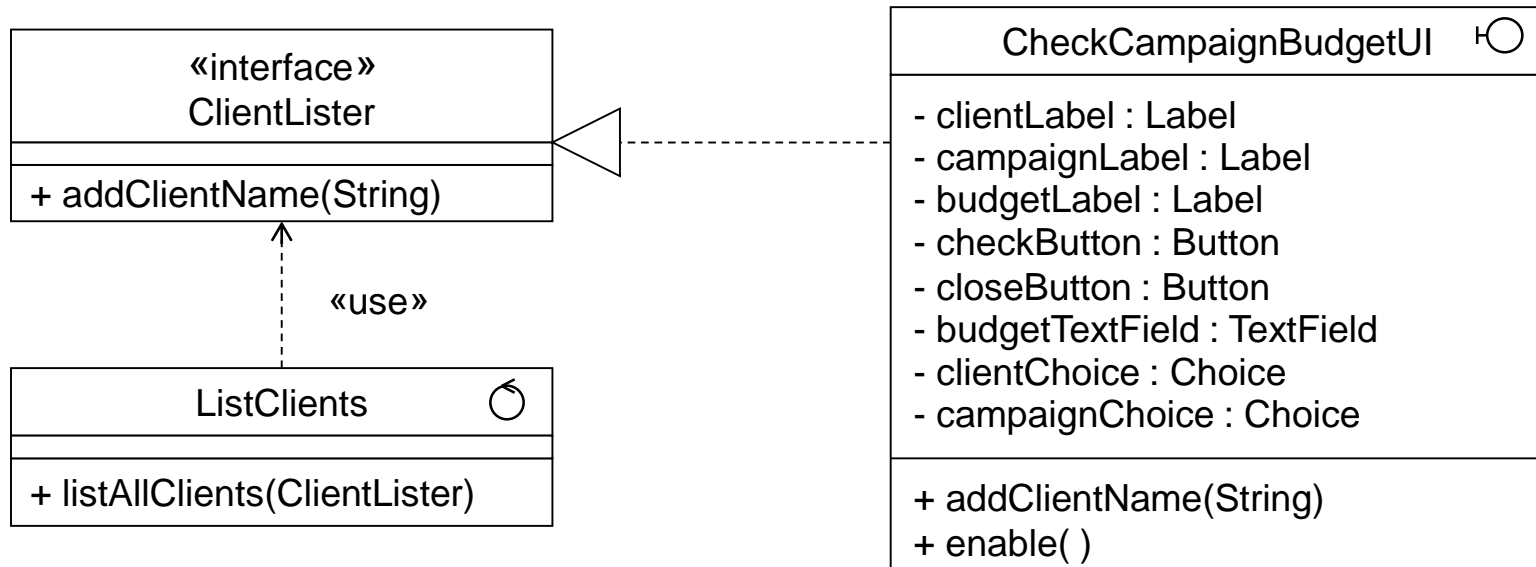 «interface»
ClientLister
+ addClientName(String)
«use»
ListClients
+ listAllClients(ClientLister)
CheckCampaignBudgetUI
- clientLabel : Label
- campaignLabel : Label
- budgetLabel : Label
- checkButton : Button
- closeButton : Button
- budgetTextField : TextField
- clientChoice : Choice
- campaignChoice : Choice
+ addClientName(String)
+ enable( )